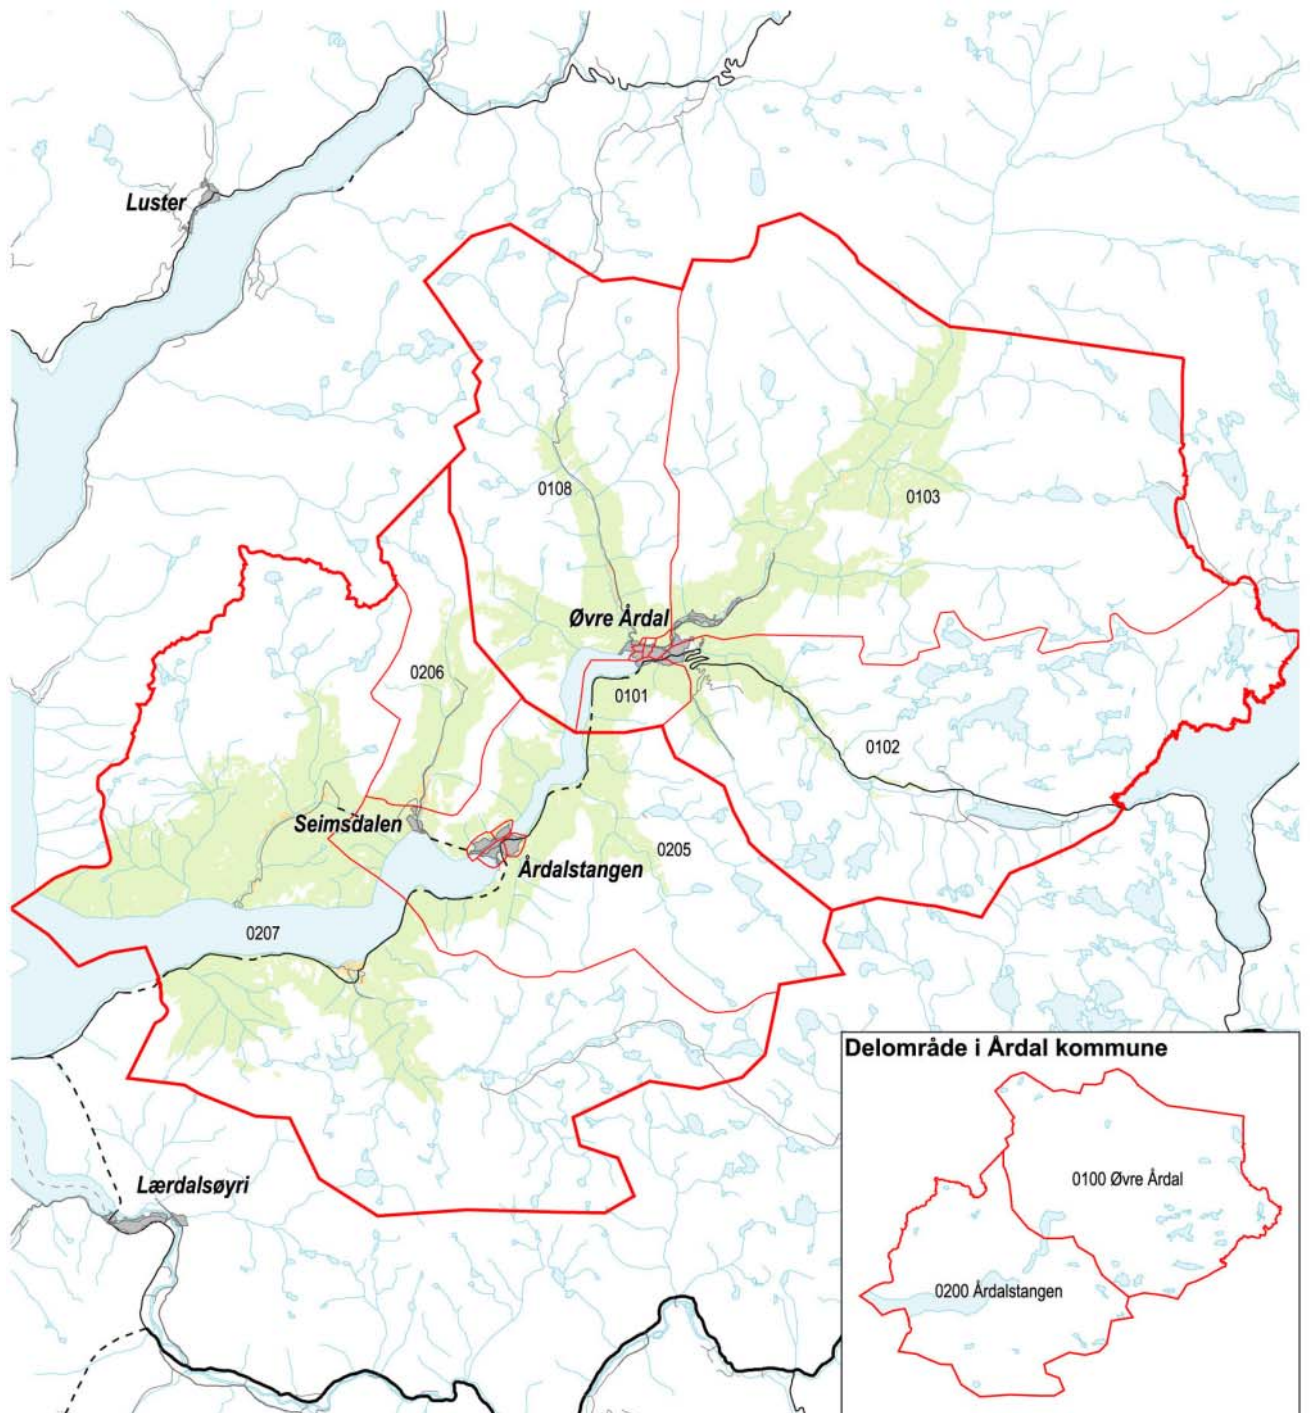 Luster
0108
0103
Øvre Årdal
0206
0101
0102
Seimsdalen
0205
Årdalstangen
0207
Lærdalsøyri
Delområde i Årdal kommune
0100 Øvre Årdal
0200 Årdalstangen